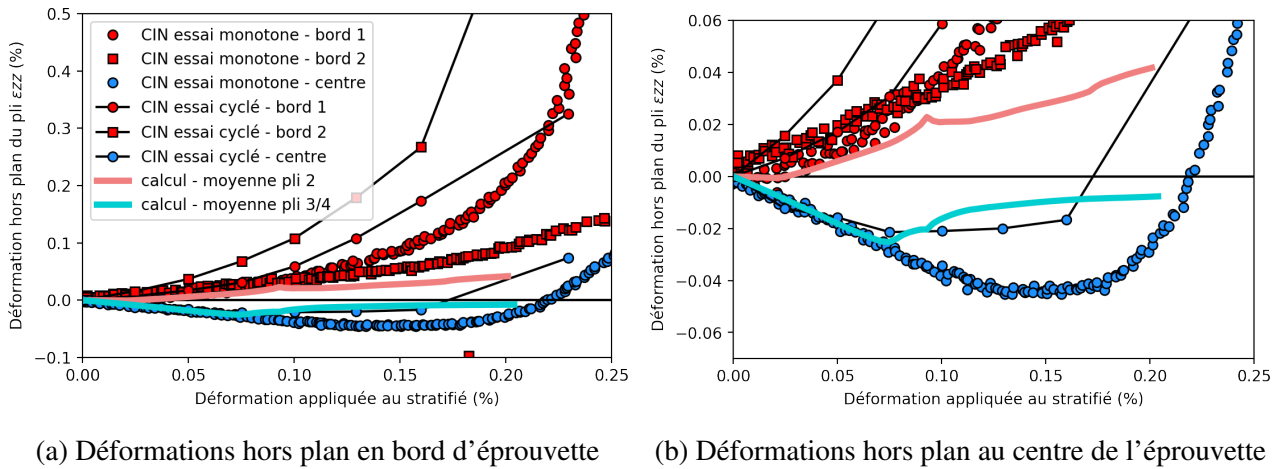 0.5
0.4
0.3
0.2
0.1
0.0
−0.1
Déformation hors plan du pli εzz (%)
CIN essai monotone - bord 1
CIN essai monotone - bord 2
CIN essai monotone - centre
CIN essai cyclé - bord 1
CIN essai cyclé - bord 2
CIN essai cyclé - centre
calcul - moyenne pli 2
calcul - moyenne pli 3/4
0.00 0.05 0.10 0.15 0.20 0.25
Déformation appliquée au stratifié (%)
(a) Déformations hors plan en bord d'éprouvette
0.06
0.04
0.02
0.00
−0.02
−0.04
−0.06
Déformation hors plan du pli εzz (%)
0.00 0.05 0.10 0.15 0.20 0.25
Déformation appliquée au stratifié (%)
(b) Déformations hors plan au centre de l'éprouvette